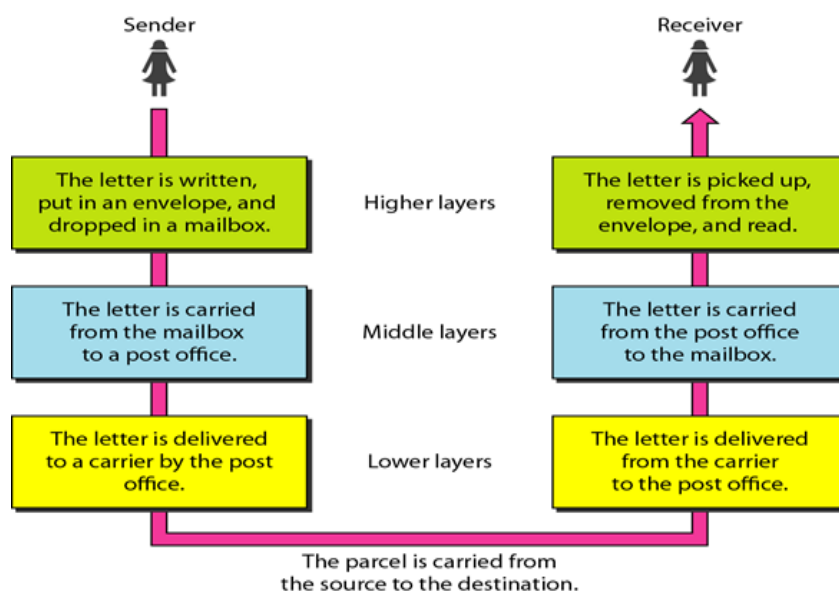 Sender
Receiver
The letter is written,
put in an envelope, and
dropped in a mailbox.
Higher layers
The letter is picked up,
removed from the
envelope, and read.
The letter is carried
from the mailbox
to a post office.
Middle layers
The letter is carried
from the post office
to the mailbox.
The letter is delivered
to a carrier by the post
office.
Lower layers
The letter is delivered
from the carrier
to the post office.
The parcel is carried from
the source to the destination.